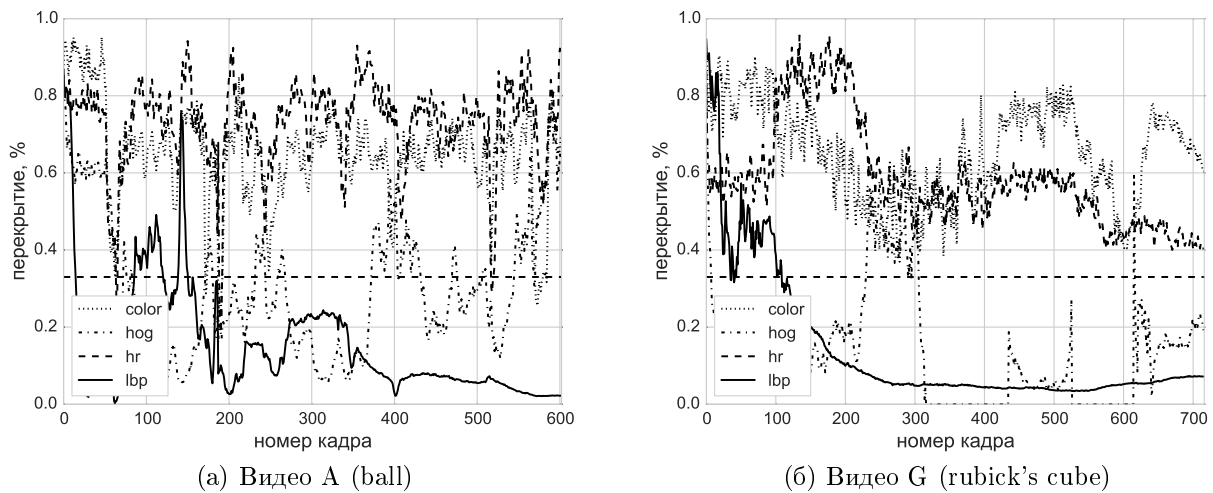 1.0
0.8
0.6
0.4
0.2
0.0
перекрытие, %
color
hog
hr
lbp
0 100 200 300 400 500 600
номер кадра
(а) Видео A (ball)
1.0
0.8
0.6
0.4
0.2
0.0
перекрытие, %
color
hog
hr
lbp
0 100 200 300 400 500 600 700
номер кадра
(б) Видео G (rubick's cube)